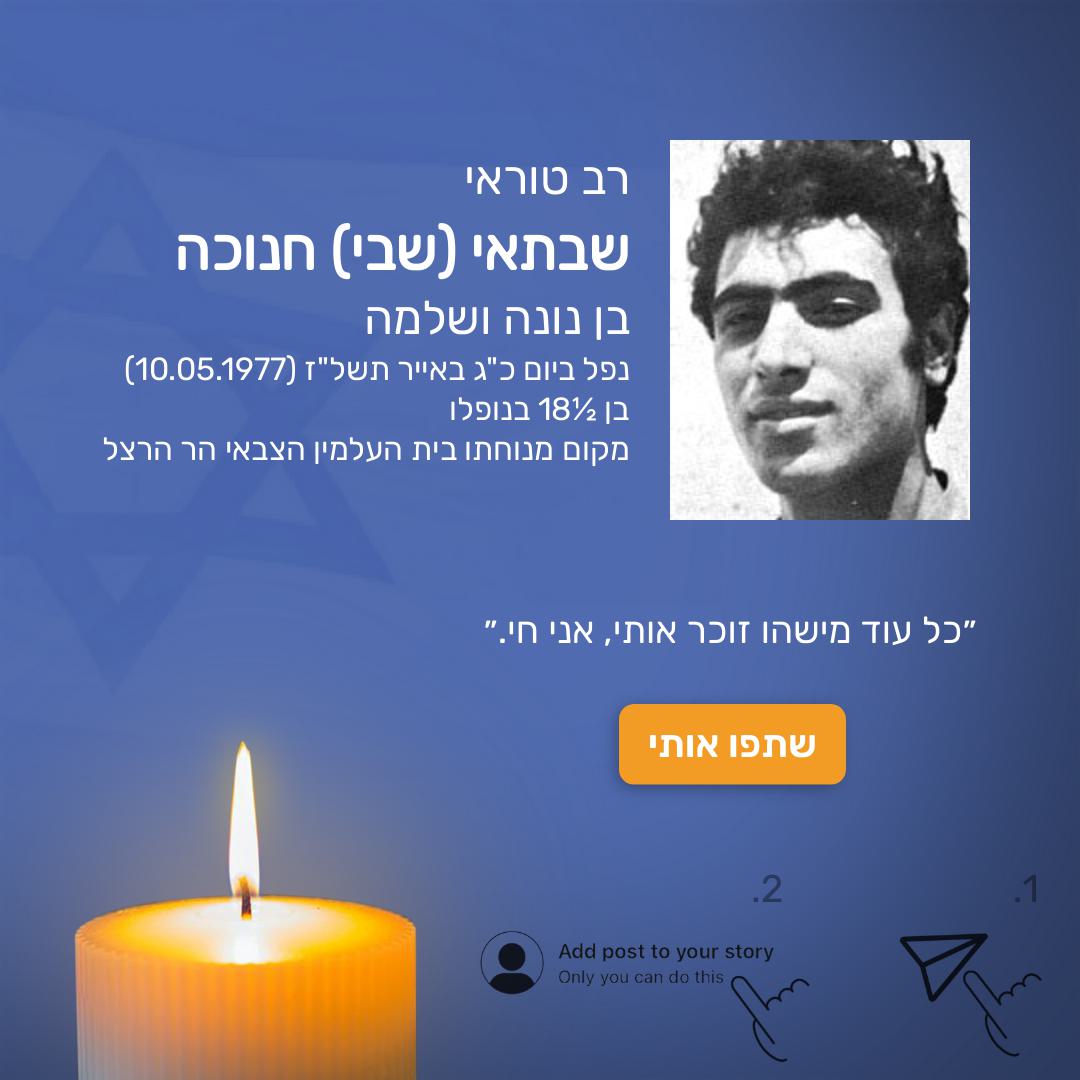 רב טוראי
שבתאי (שבי) חנוכה
בן נונה ושלמה
נפל ביום כ"ג באייר תשל"ז (10.05.1977)
בן 18½ בנופלו
מקום מנוחתו בית העלמין הצבאי הר הרצל
״כל עוד מישהו זוכר אותי, אני חי.״
שתפו אותי
1.
2.
Add post to your story
Only you can do this